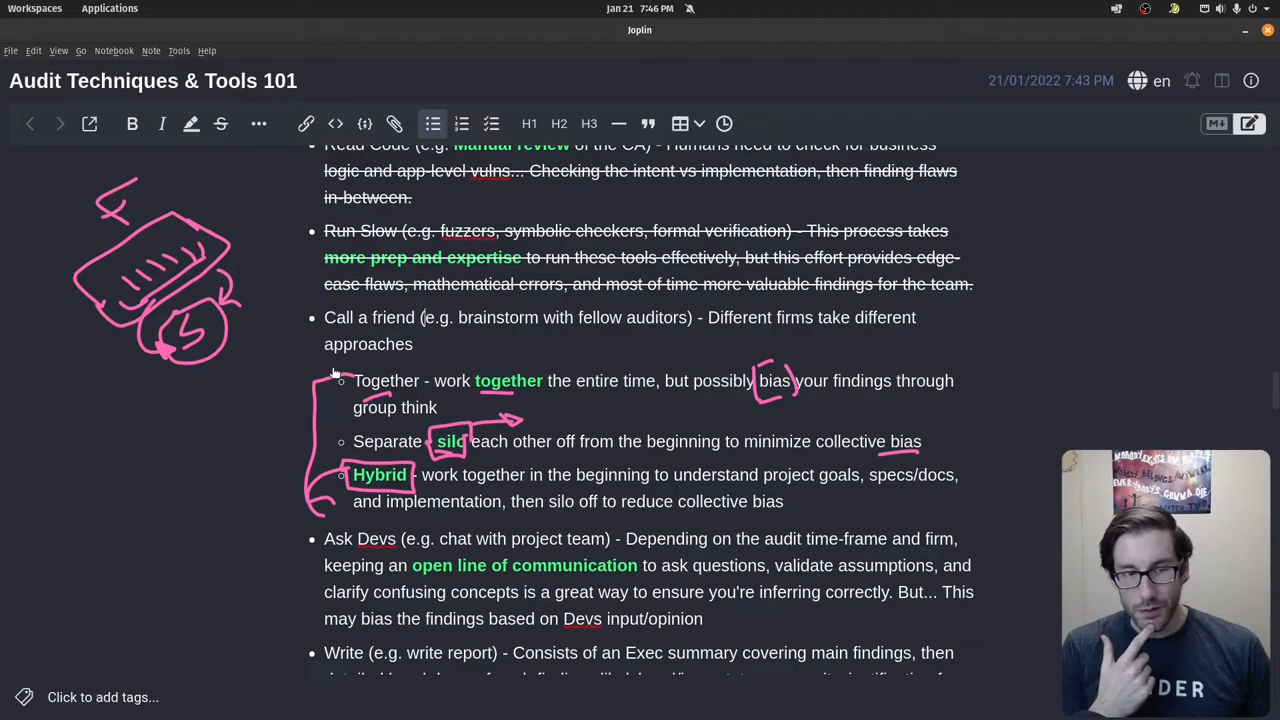 Workspaces Applications Jan 21 7:46 PM
Joplin
File Edit View Go Notebook Note Tools Help
Audit Techniques & Tools 101 21/01/2022 7:43 PM en
B I S H1 H2 H3
Read Code (e.g. Manual review of the CA) - Humans need to check for business
logic and app-level vulns... Checking the intent vs implementation, then finding flaws
in-between.
Run Slow (e.g. fuzzers, symbolic checkers, formal verification) - This process takes
more prep and expertise to run these tools effectively, but this effort provides edge-
case flaws, mathematical errors, and most of time more valuable findings for the team.
Call a friend (e.g. brainstorm with fellow auditors) - Different firms take different
approaches
Together - work together the entire time, but possibly bias your findings through
group think
Separate - silo each other off from the beginning to minimize collective bias
Hybrid - work together in the beginning to understand project goals, specs/docs,
and implementation, then silo off to reduce collective bias
Ask Devs (e.g. chat with project team) - Depending on the audit time-frame and firm,
keeping an open line of communication to ask questions, validate assumptions, and
clarify confusing concepts is a great way to ensure you're inferring correctly. But... This
may bias the findings based on Devs input/opinion
Write (e.g. write report) - Consists of an Exec summary covering main findings, then
Click to add tags...